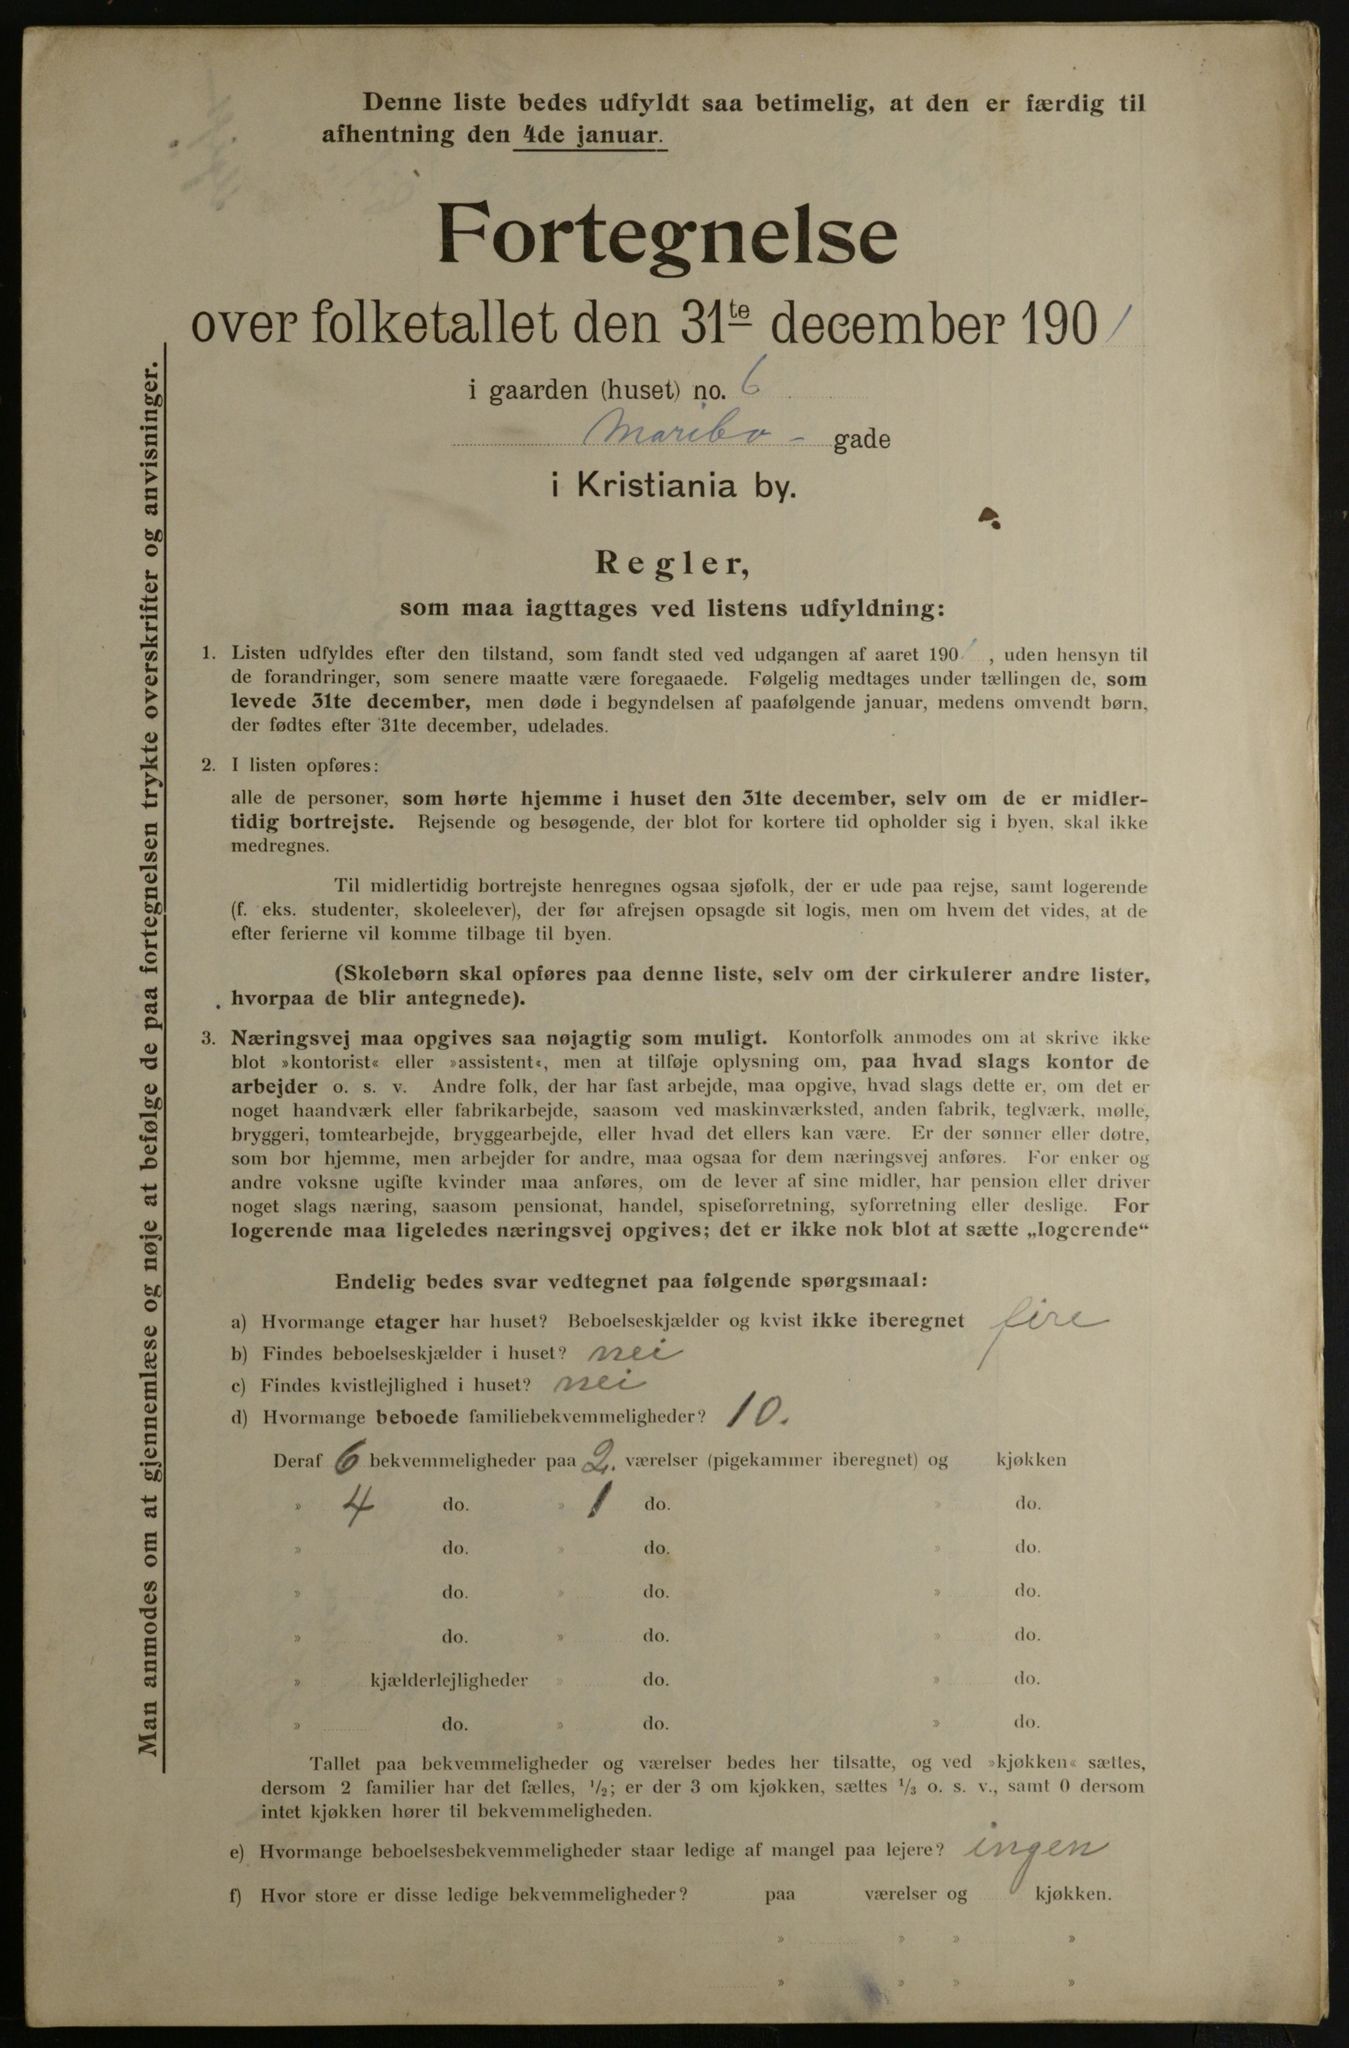 Denne liste bedes udfyldt saa betimelig, at den er færdig til
afhentning den 4de januar.
Fortegnelse
over folketallet den 31te december 1901
i gaarden (huset) no. 6
Maribo - gade
i Kristiania by.
Regler,
som maa iagttages ved listens udfyldning:
1. Listen udfyldes efter den tilstand, som fandt sted ved udgangen af aaret 1901, uden hensyn til
de forandringer, som senere maatte være foregaaede. Følgelig medtages under tællingen de, som
levede 31te december, men døde i begyndelsen af paafølgende januar, medens omvendt børn,
der fødtes efter 31te december, udelades.
2. I listen opføres:
alle de personer, som hørte hjemme i huset den 31te december, selv om de er midler-
tidig bortrejste. Rejsende og besøgende, der blot for kortere tid opholder sig i byen, skal ikke
medregnes.
Til midlertidig bortrejste henregnes ogsaa sjøfolk, der er ude paa rejse, samt logerende
(f. eks. studenter, skoleelever), der før afrejsen opsagde sit logis, men om hvem det vides, at de
efter ferierne vil komme tilbage til byen.
(Skolebørn skal opføres paa denne liste, selv om der cirkulerer andre lister,
hvorpaa de blir antegnede).
3. Næringsvej maa opgives saa nøjagtig som muligt. Kontorfolk anmodes om at skrive ikke
blot »kontorist« eller »assistent«, men at tilføje oplysning om, paa hvad slags kontor de
arbejder o. s. v. Andre folk, der har fast arbejde, maa opgive, hvad slags dette er, om det er
noget haandværk eller fabrikarbejde, saasom ved maskinværksted, anden fabrik, teglværk, mølle,
bryggeri, tomtearbejde, bryggearbejde, eller hvad det ellers kan være. Er der sønner eller døtre,
som bor hjemme, men arbejder for andre, maa ogsaa for dem næringsvej anføres. For enker og
andre voksne ugifte kvinder maa anføres, om de lever af sine midler, har pension eller driver
noget slags næring, saasom pensionat, handel, spiseforretning, syforretning eller deslige. For
logerende maa ligeledes næringsvej opgives; det er ikke nok blot at sætte „logerende“
Endelig bedes svar vedtegnet paa følgende spørgsmaal:
a) Hvormange etager har huset? Beboelseskjælder og kvist ikke iberegnet fire
b) Findes beboelseskjælder i huset? nei
c) Findes kvistlejlighed i huset? nei
d) Hvormange beboede familiebekvemmeligheder? 10.
Deraf 6 bekvemmeligheder paa 2. værelser (pigekammer iberegnet) og kjøkken
» 4 do. » 1 do. » do.
» do. » do. » do.
» do. » do. » do.
» do. » do. » do.
» kjælderlejligheder » do. » do.
» do. » do. » do.
Tallet paa bekvemmeligheder og værelser bedes her tilsatte, og ved »kjøkken« sættes,
dersom 2 familier har det fælles, 1/2; er der 3 om kjøkken, sættes 1/3 o. s. v., samt 0 dersom
intet kjøkken hører til bekvemmeligheden.
e) Hvormange beboelsesbekvemmeligheder staar ledige af mangel paa lejere? ingen
f) Hvor store er disse ledige bekvemmeligheder? paa værelser og kjøkken.
» » » »
» » » »
Man anmodes om at gjennemlæse og nøje at befølge de paa fortegnelsen trykte overskrifter og anvisninger.